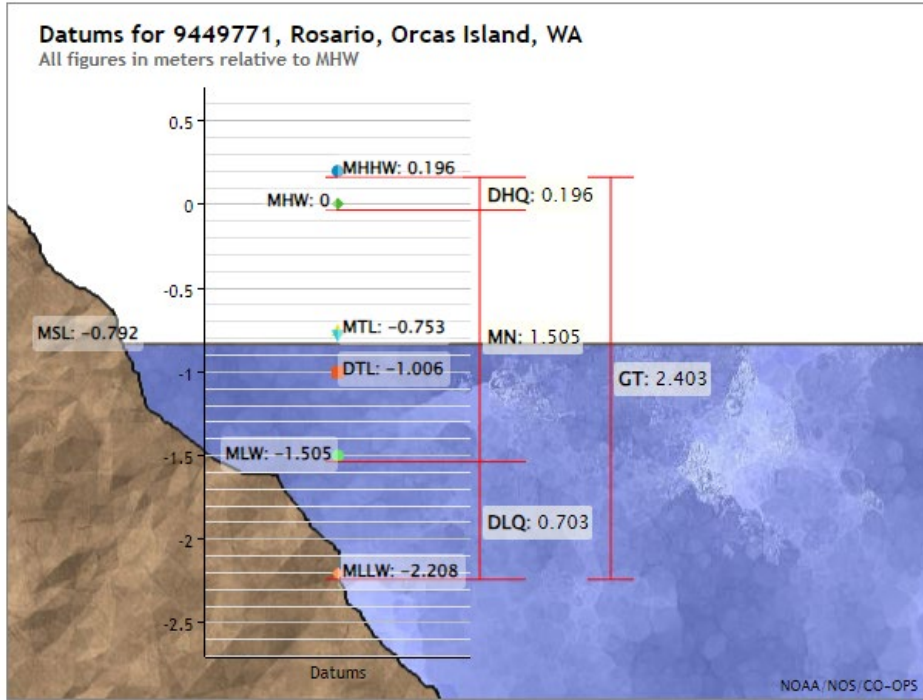 Datums for 9449771, Rosario, Orcas Island, WA
All figures in meters relative to MHW
0.5
MHHW: 0.196
DHQ: 0.196
MHW: 0
0
-0.5
MSL: -0.792
MTL: -0.753
MN: 1.505
-1
DTL: -1.006
GT: 2.403
MLW: -1.505
-1.5
DLQ: 0.703
-2
MLLW: -2.208
-2.5
Datums
NOAA/NOS/CO-OPS